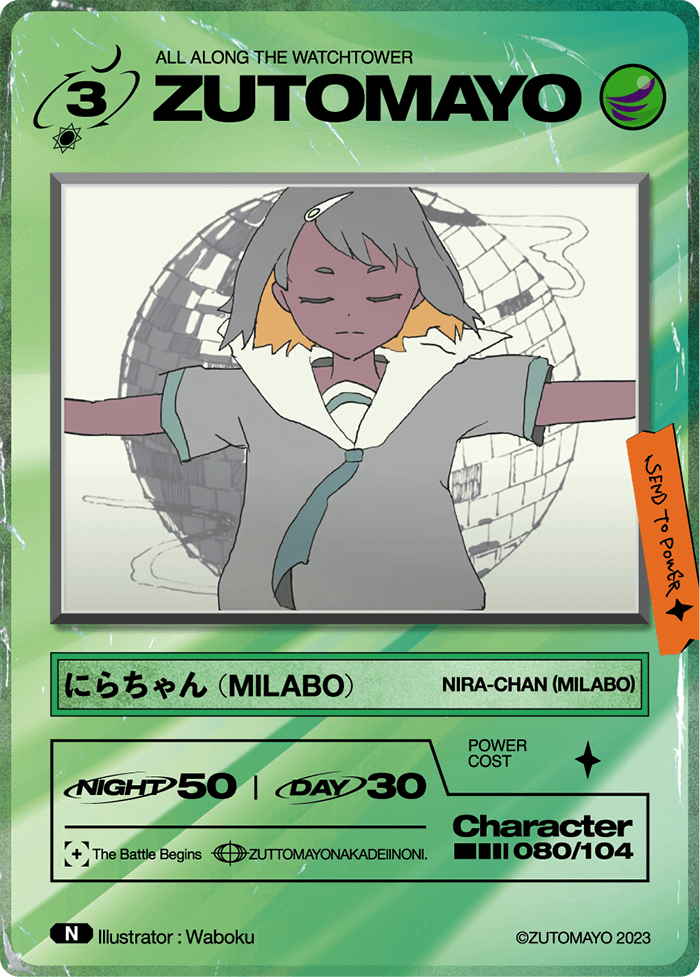 ALL ALONG THE WATCHTOWER
3
ZUTOMAYO
SEND TO POWER
にらちゃん（MILABO）
NIRA-CHAN (MILABO)
NIGHT 50 | DAY 30
POWER
COST
The Battle Begins
ZUTTOMAYONAKADEIINONI.
Character
080/104
N
Illustrator : Waboku
©ZUTOMAYO 2023